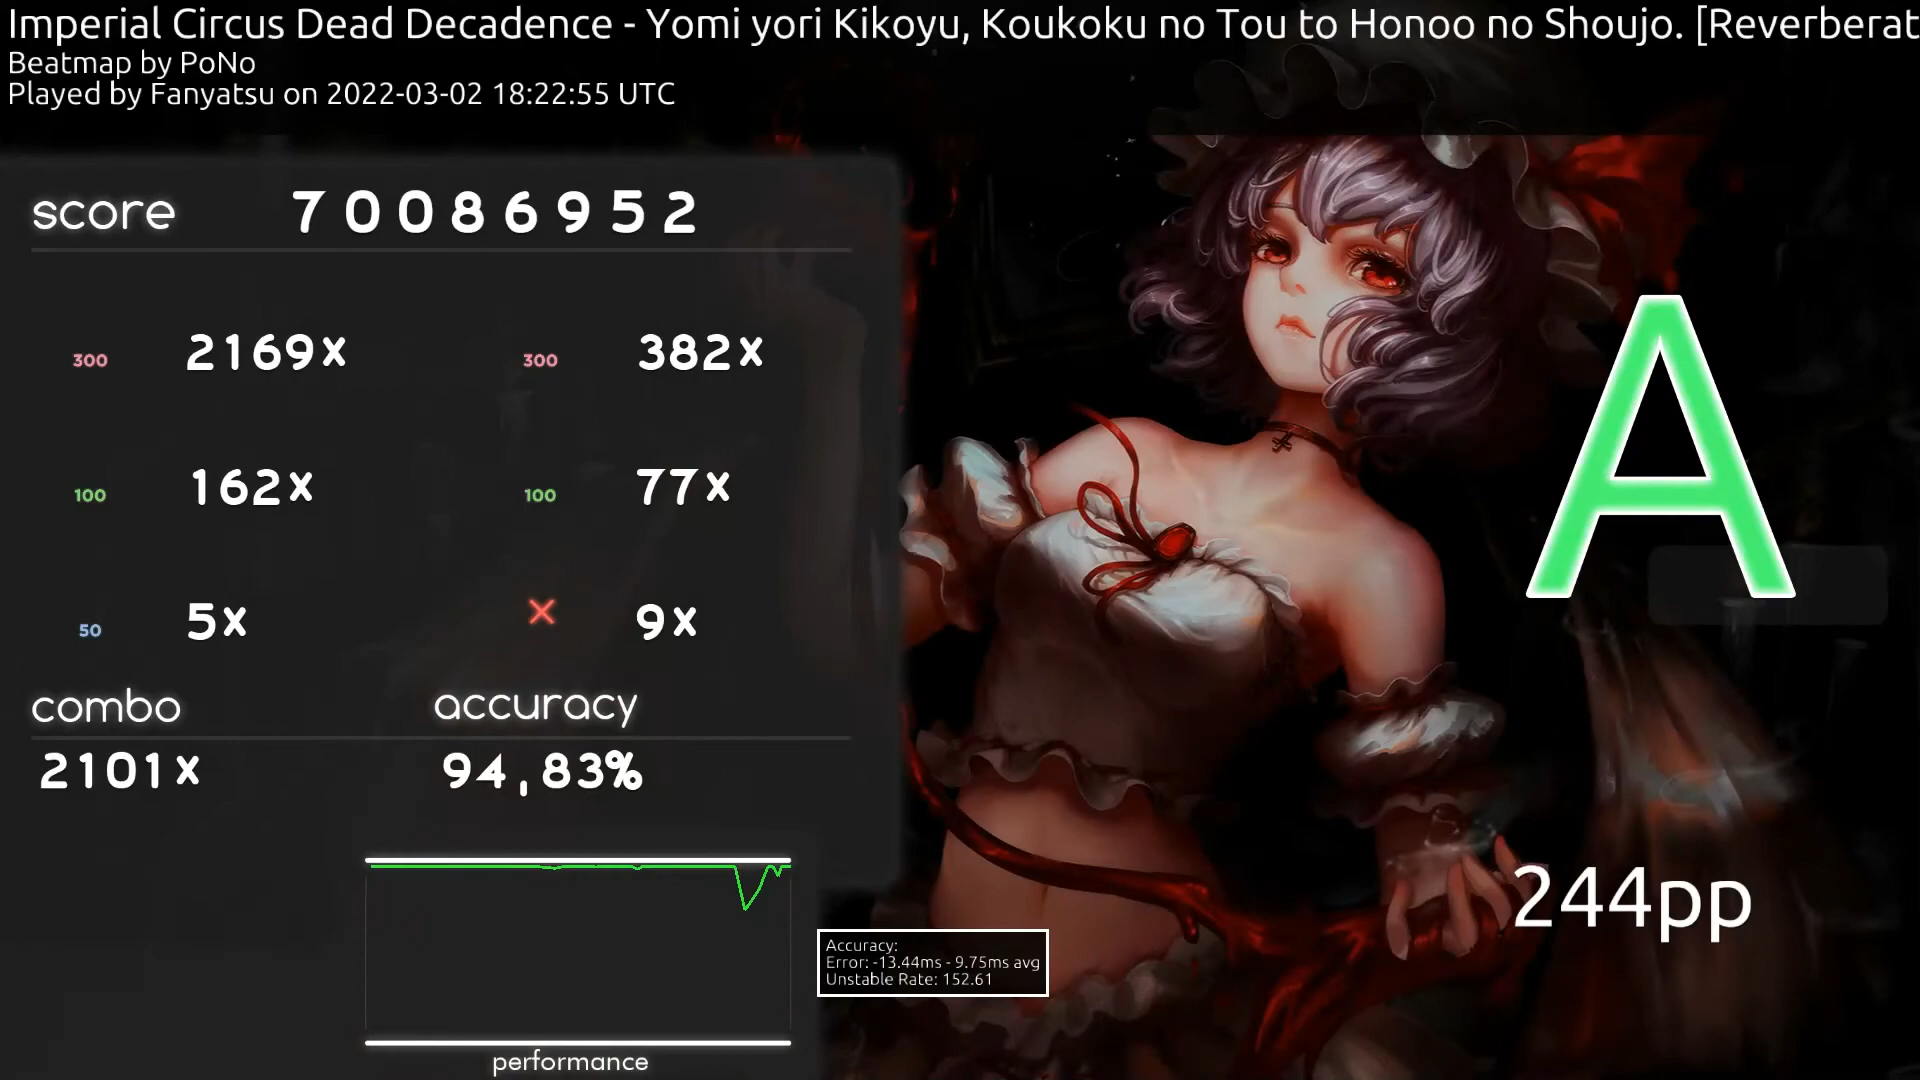 Imperial Circus Dead Decadence - Yomi yori Kikoyu, Koukoku no Tou to Honoo no Shoujo. [Reverberat
Beatmap by PoNo
Played by Fanyatsu on 2022-03-02 18:22:55 UTC
score 70086952
300 2169x 300 382x
100 162x 100 77x
50 5x 9x
combo accuracy
2101x 94,83%
A
244pp
Accuracy:
Error: -13.44ms - 9.75ms avg
Unstable Rate: 152.61
performance